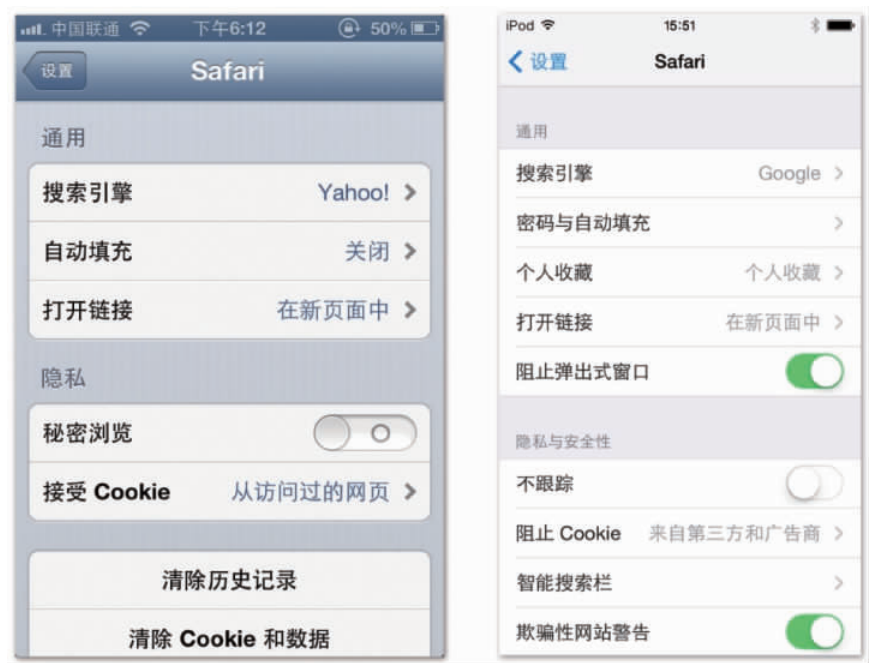 中国联通 下午6:12 50%
设置 Safari
通用
搜索引擎 Yahoo!
自动填充 关闭
打开链接 在新页面中
隐私
秘密浏览
接受 Cookie 从访问过的网页
清除历史记录
清除 Cookie 和数据
iPod 15:51
设置 Safari
通用
搜索引擎 Google
密码与自动填充
个人收藏 个人收藏
打开链接 在新页面中
阻止弹出式窗口
隐私与安全性
不跟踪
阻止 Cookie 来自第三方和广告商
智能搜索栏
欺骗性网站警告